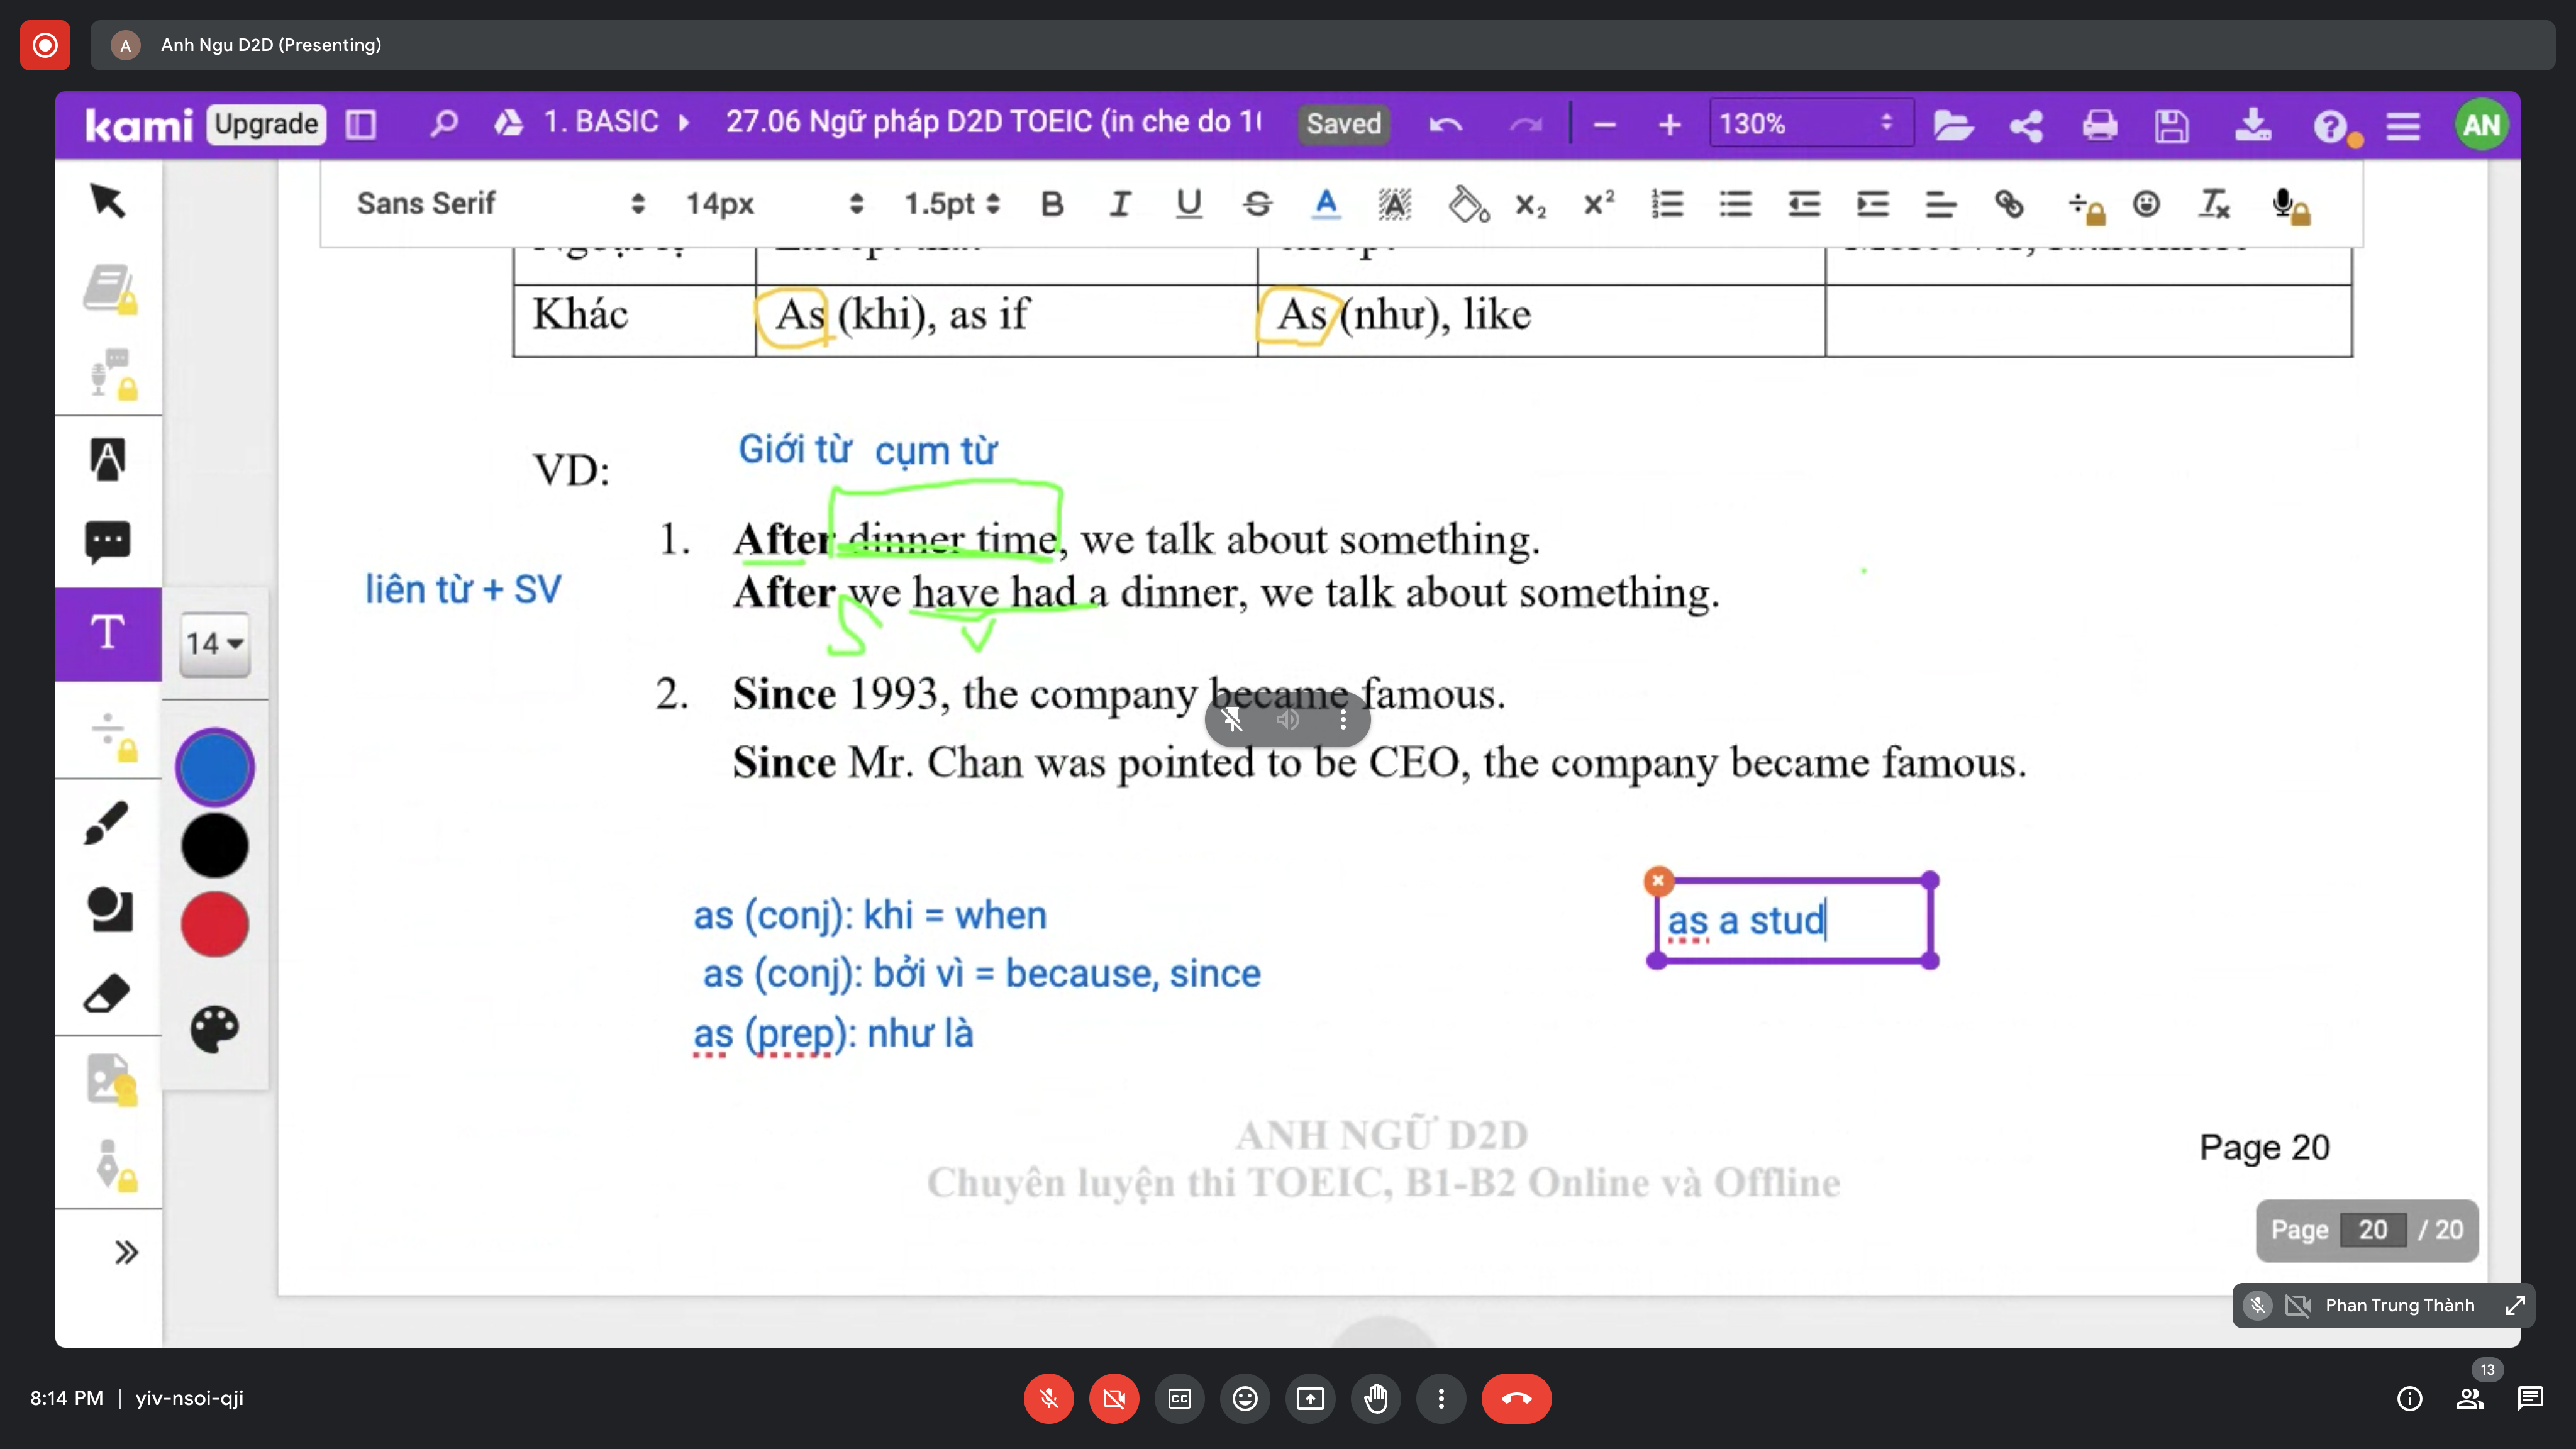 A Anh Ngu D2D (Presenting)
kami Upgrade 1. BASIC 27.06 Ngữ pháp D2D TOEIC (in che do 1 Saved 130% AN
Sans Serif 14px 1.5pt B I U S A A x₂ x²
Khác As (khi), as if As (như), like
Giới từ cụm từ
VD:
1. After dinner time, we talk about something.
liên từ + SV
After we have had a dinner, we talk about something.
S V
T
14
2. Since 1993, the company became famous.
Since Mr. Chan was pointed to be CEO, the company became famous.
as (conj): khi = when
as a stud
as (conj): bởi vì = because, since
as (prep): như là
ANH NGỮ D2D
Page 20
Chuyên luyện thi TOEIC, B1-B2 Online và Offline
Page 20 / 20
Phan Trung Thành
8:14 PM | yiv-nsoi-qji
13